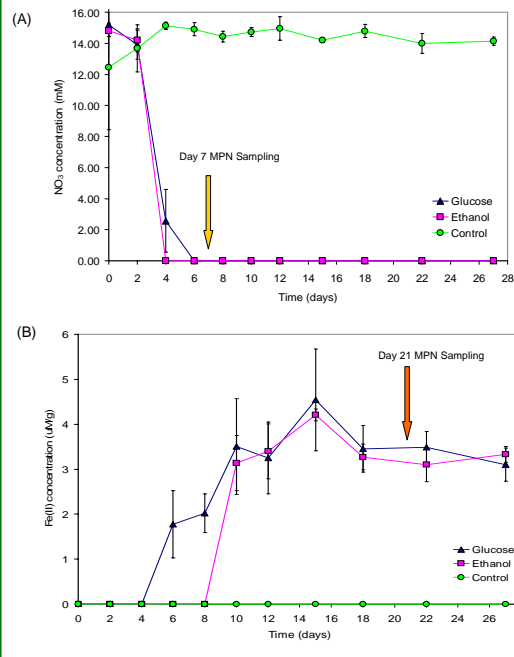 (A)
16.00
14.00
12.00
10.00
8.00
6.00
4.00
2.00
0.00
NO3 concentration (mM)
Day 7 MPN Sampling
Glucose
Ethanol
Control
0 2 4 6 8 10 12 14 16 18 20 22 24 26 28
Time (days)
(B)
6
5
4
3
2
1
0
Fe(II) concentration (uM/g)
Day 21 MPN Sampling
Glucose
Ethanol
Control
0 2 4 6 8 10 12 14 16 18 20 22 24 26
Time (days)